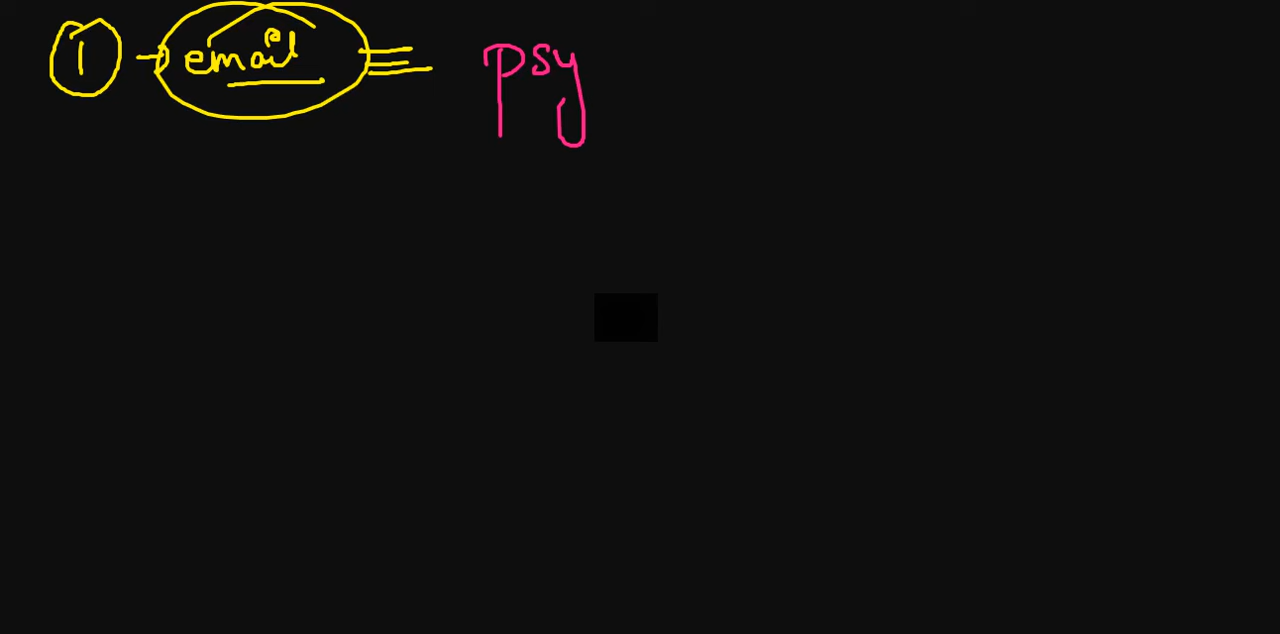 1 → email = psy